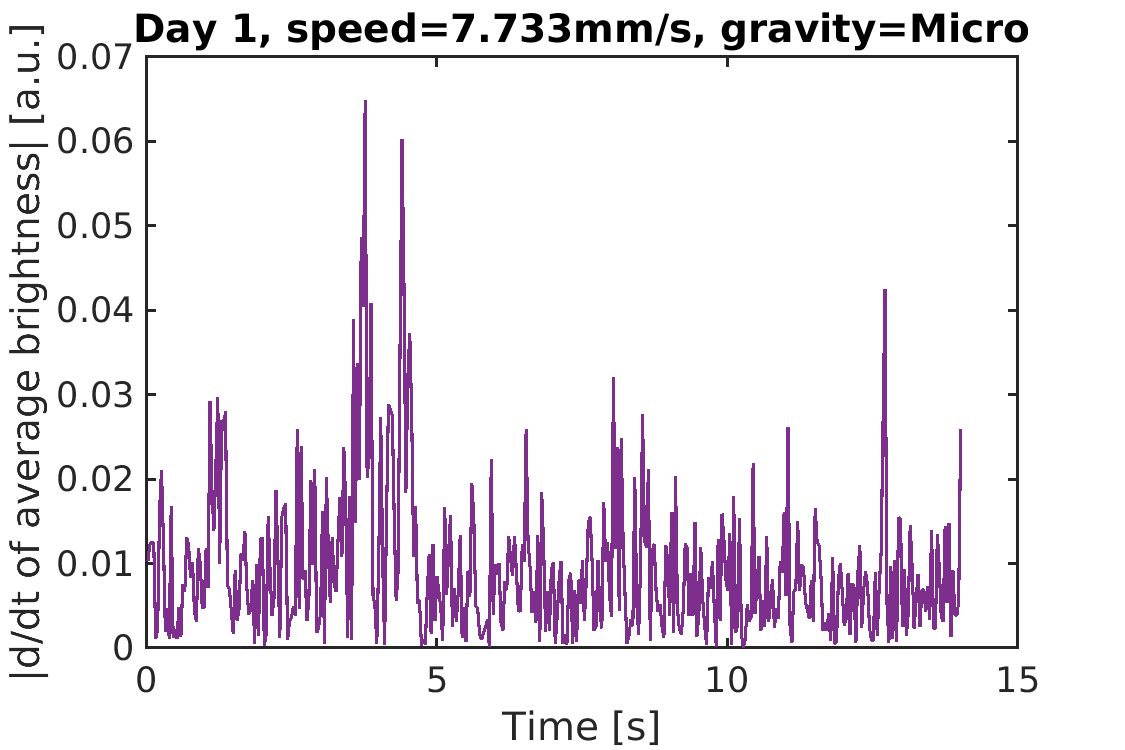 Day 1, speed=7.733mm/s, gravity=Micro
|d/dt of average brightness| [a.u.]
0.07
0.06
0.05
0.04
0.03
0.02
0.01
0
0 5 10 15
Time [s]